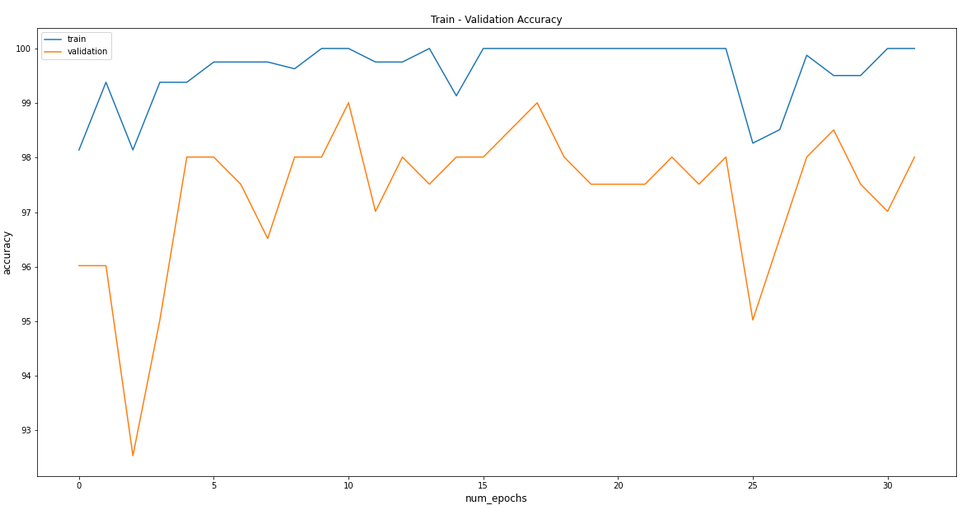 Train - Validation Accuracy
train
validation
accuracy
100
99
98
97
96
95
94
93
0 5 10 15 20 25 30
num_epochs